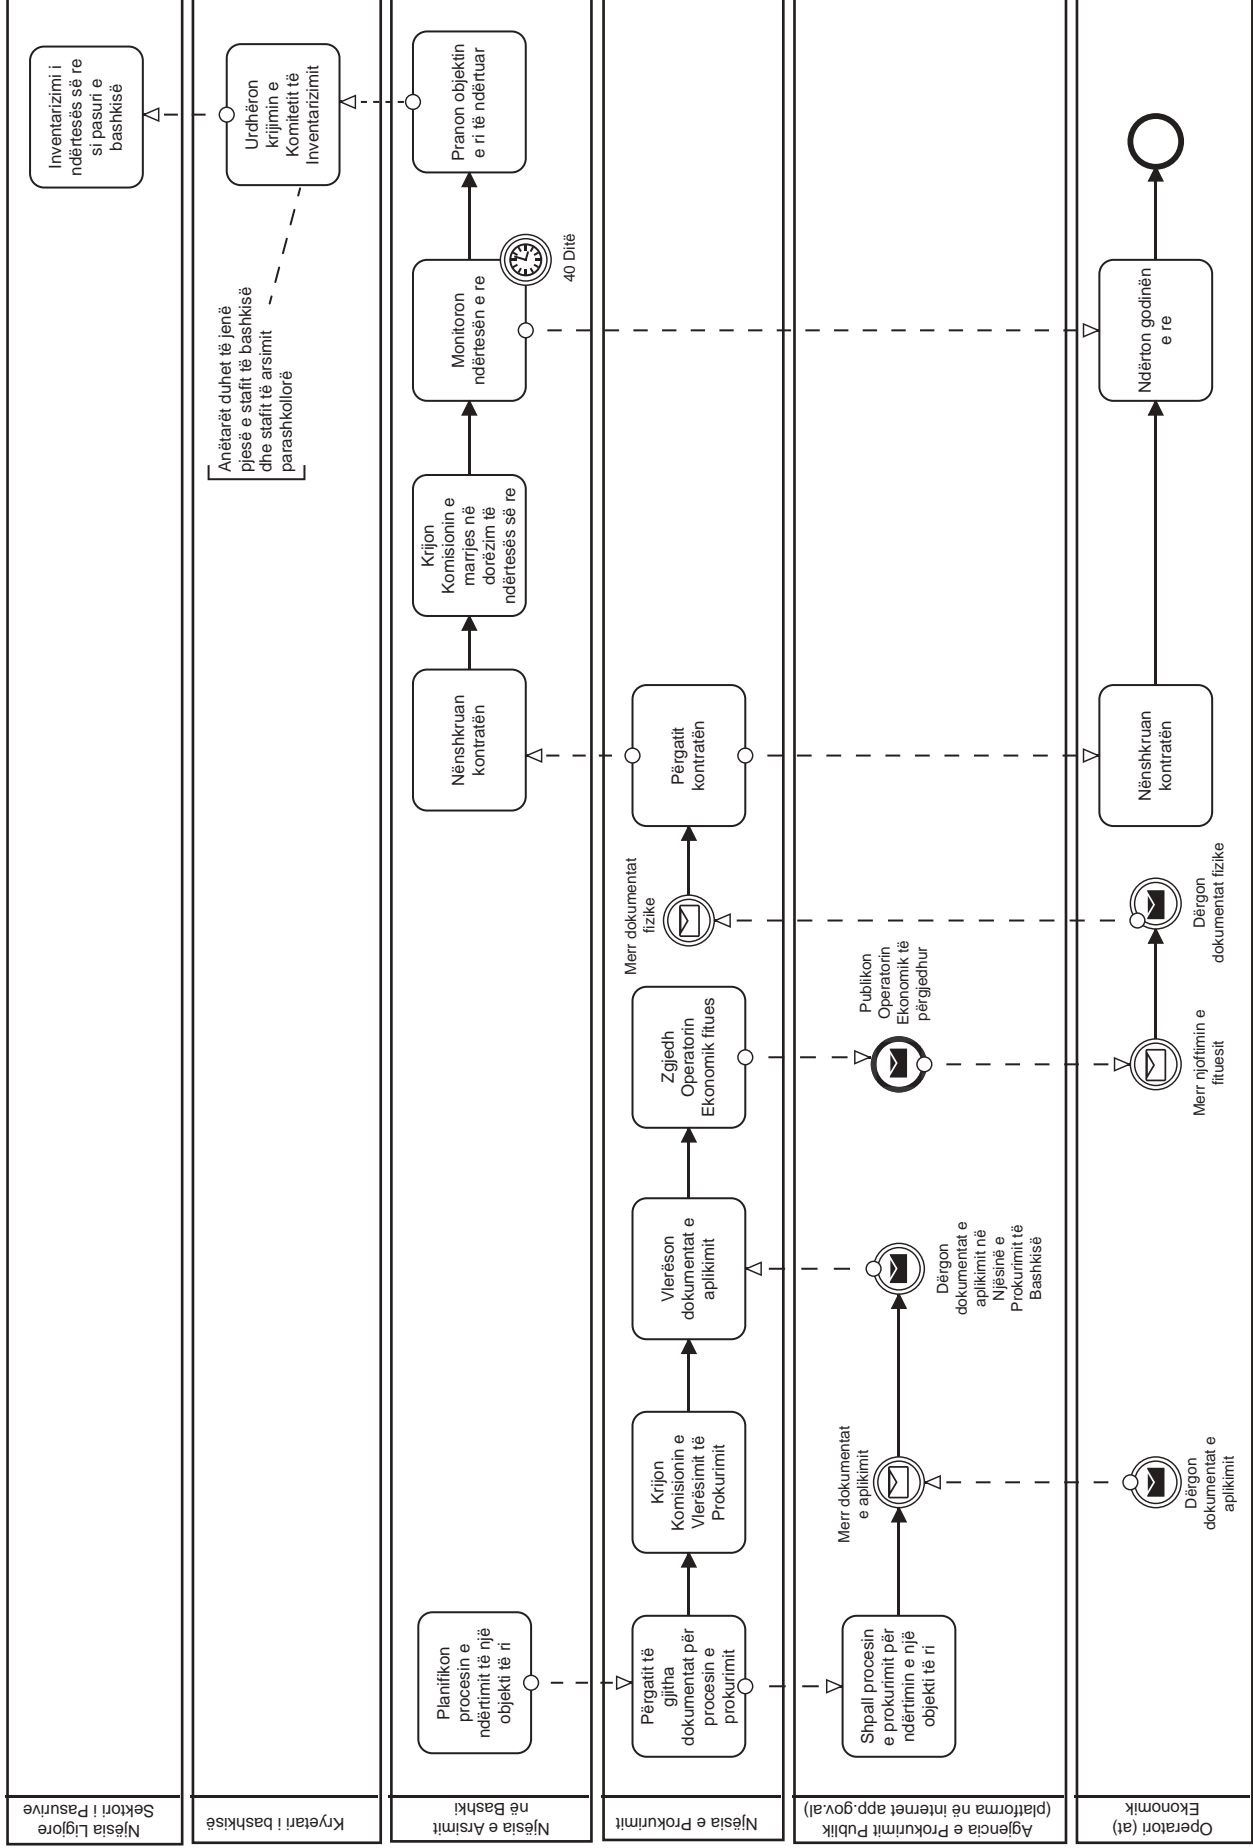 Njësia Ligjore
Sektori i Pasurive
Inventarizimi i
ndërtesës së re
si pasuri e
bashkisë
Kryetari i bashkisë
Anëtarët duhet të jenë
pjesë e stafit të bashkisë
dhe stafit të arsimit
parashkollorë
Urdhëron
krijimin e
Komitetit të
Inventarizimit
Njësia e Arsimit
në Bashki
Planifikon
procesin e
ndërtimit të një
objekti të ri
Nënshkruan
kontratën
Krijon
Komisionin e
marrjes në
dorëzim të
ndërtesës së re
Monitoron
ndërtesën e re
40 Ditë
Pranon objektin
e ri të ndërtuar
Njësia e Prokurimit
Përgatit të
gjitha
dokumentat për
procesin e
prokurimit
Krijon
Komisionin e
Vlerësimit të
Prokurimit
Vlerëson
dokumentat e
aplikimit
Zgjedh
Operatorin
Ekonomik fitues
Merr dokumentat
fizike
Përgatit
kontratën
Agjencia e Prokurimit Publik
(platforma në internet app.gov.al)
Shpall procesin
e prokurimit për
ndërtimin e një
objekti të ri
Merr dokumentat
e aplikimit
Dërgon
dokumentat e
aplikimit në
Njësinë e
Prokurimit të
Bashkisë
Publikon
Operatorin
Ekonomik të
përgjedhur
Operatori (at)
Ekonomik
Dërgon
dokumentat e
aplikimit
Merr njoftimin e
fituesit
Dërgon
dokumentat fizike
Nënshkruan
kontratën
Ndërton godinën
e re